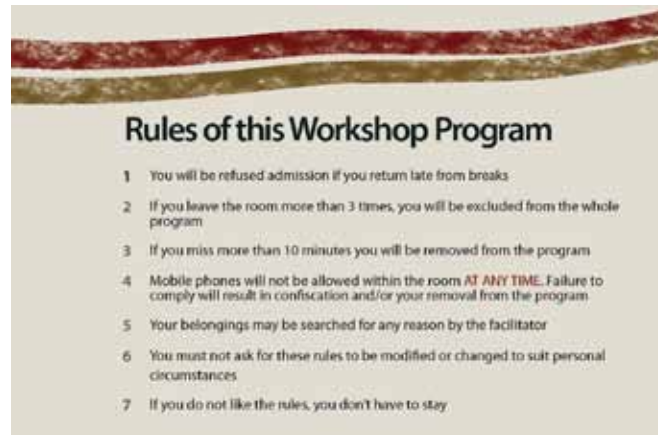 Rules of this Workshop Program
1 You will be refused admission if you return late from breaks
2 If you leave the room more than 3 times, you will be excluded from the whole
program
3 If you miss more than 10 minutes you will be removed from the program
4 Mobile phones will not be allowed within the room AT ANY TIME. Failure to
comply will result in confiscation and/or your removal from the program
5 Your belongings may be searched for any reason by the facilitator
6 You must not ask for these rules to be modified or changed to suit personal
circumstances
7 If you do not like the rules, you don't have to stay